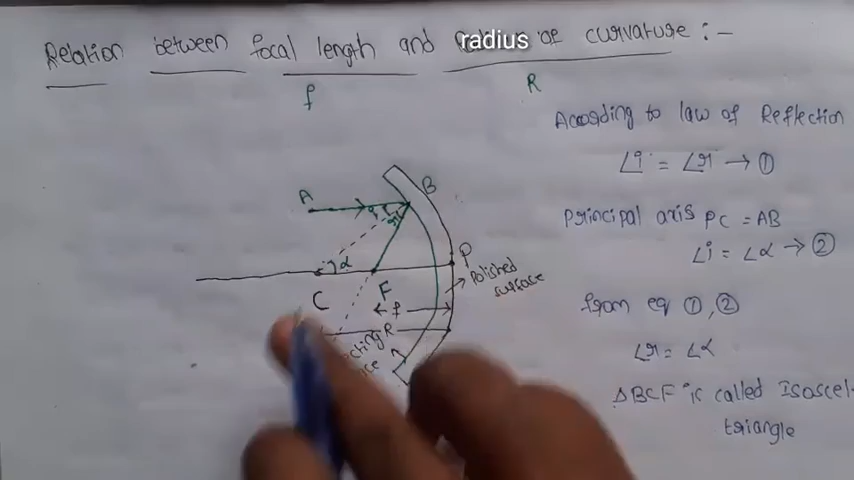 Relation between focal length and radius of curvature :-
f
R
According to law of Reflection
∠i = ∠r → ①
Principal axis PC = AB
∠i = ∠α → ②
from eq ①, ②
∠r = ∠α
ΔBCF is called Isoscel
triangle
A
B
i
r
α
P
C
F
Polished
surface
f
R